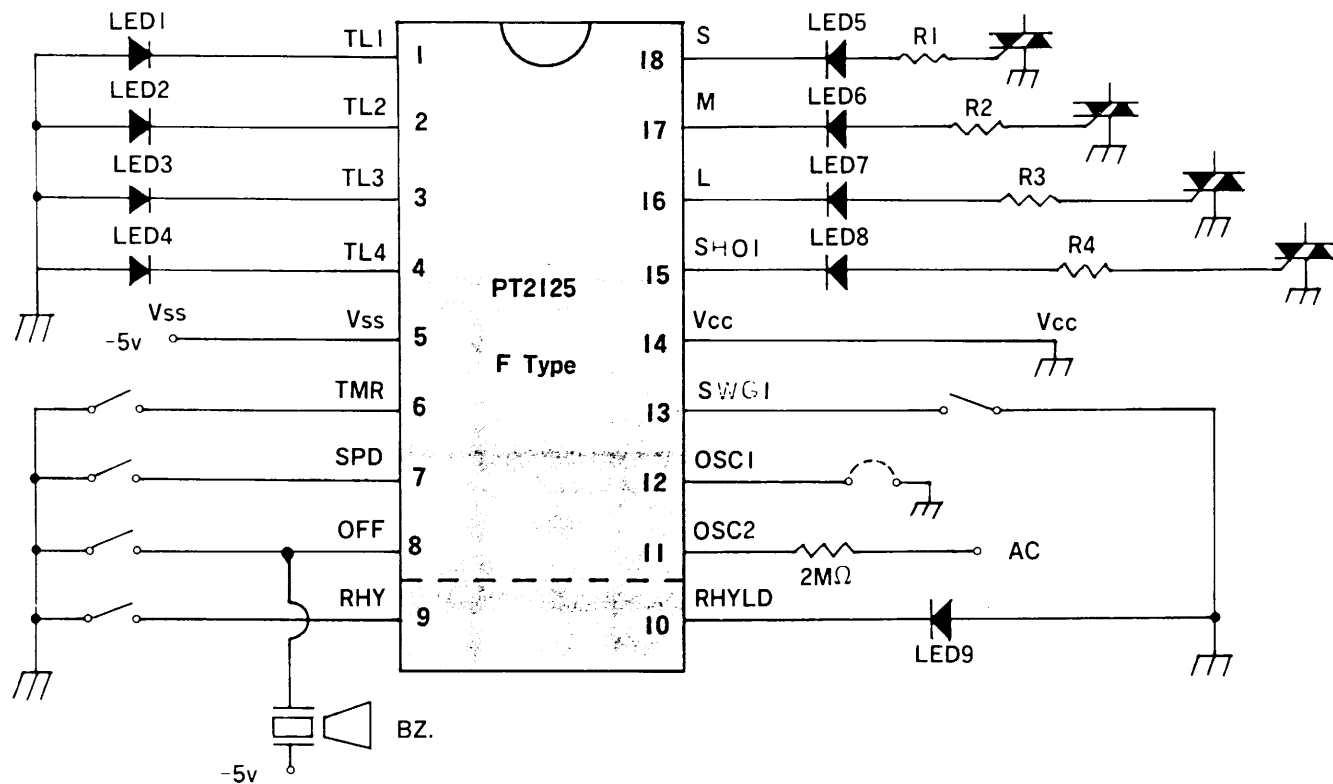 LED1 TL1 1
LED2 TL2 2
LED3 TL3 3
LED4 TL4 4
Vss -5v Vss 5
TMR 6
SPD 7
OFF 8
RHY 9
BZ.
-5v
PT2125
F Type
18 S LED5 R1
17 M LED6 R2
16 L LED7 R3
15 SHO1 LED8 R4
14 Vcc Vcc
13 SWG1
12 OSC1
11 OSC2 2MΩ AC
10 RHYLD LED9